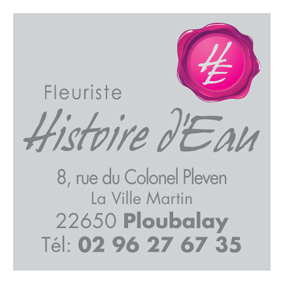 HE
Fleuriste
Histoire d'Eau
8, rue du Colonel Pleven
La Ville Martin
22650 Ploubalay
Tél: 02 96 27 67 35